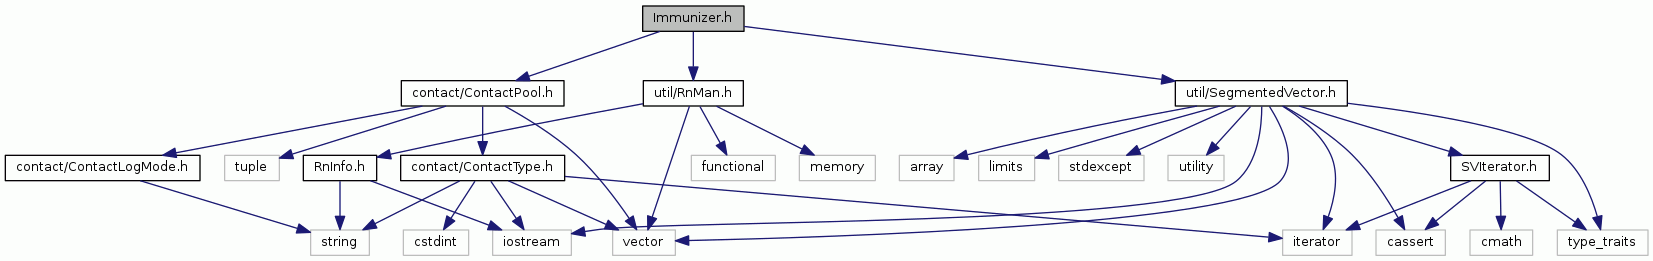 Immunizer.h
contact/ContactPool.h
util/RnMan.h
util/SegmentedVector.h
contact/ContactLogMode.h
tuple
RnInfo.h
contact/ContactType.h
functional
memory
array
limits
stdexcept
utility
SVIterator.h
string
cstdint
iostream
vector
iterator
cassert
cmath
type_traits